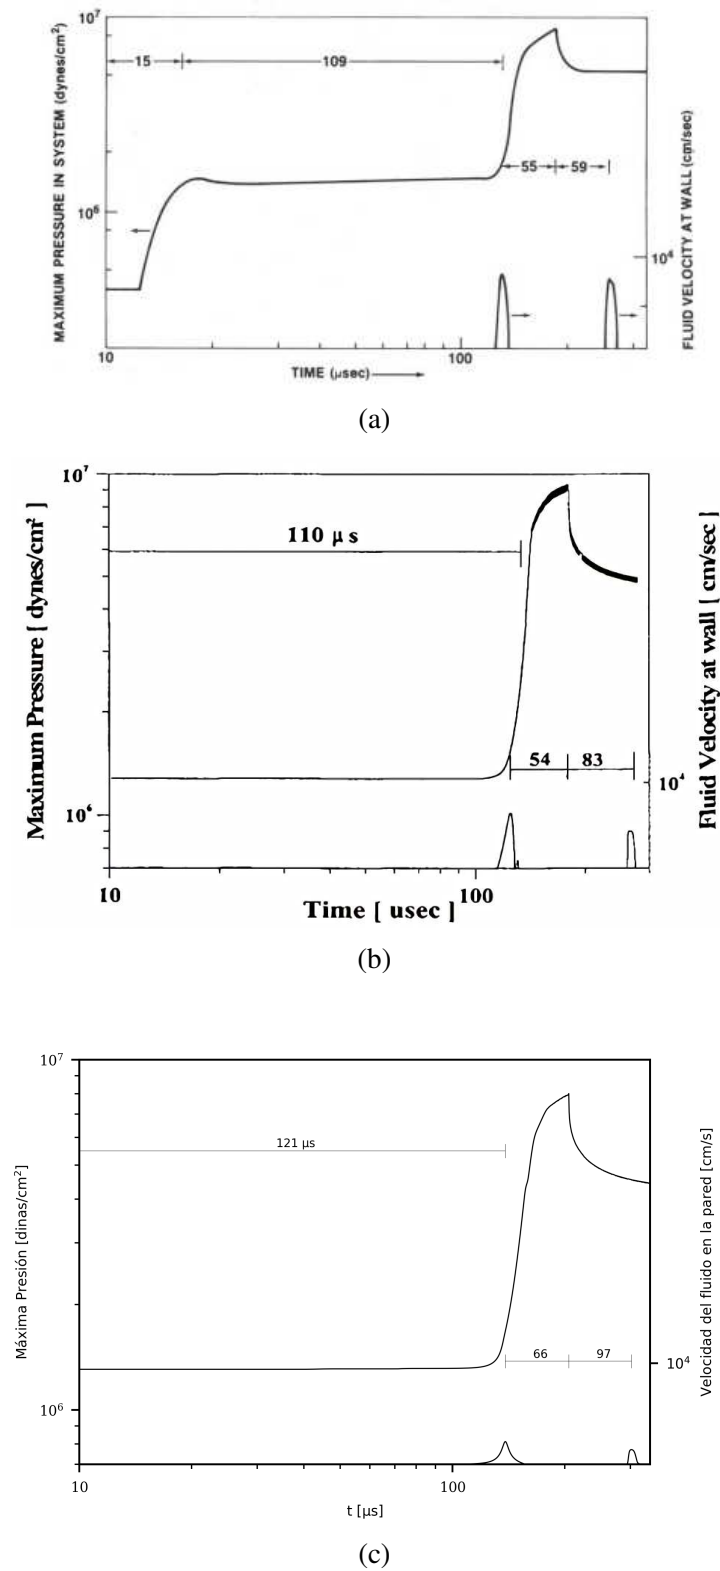 10⁷
MAXIMUM PRESSURE IN SYSTEM (dynes/cm²)
15
109
55
59
10⁶
10⁴
FLUID VELOCITY AT WALL (cm/sec)
10
100
TIME (μsec)
(a)
10⁷
Maximum Pressure [ dynes/cm² ]
110 μ s
54
83
10⁶
10⁴
Fluid Velocity at wall [ cm/sec ]
10
100
Time [ usec ]
(b)
10⁷
Máxima Presión [dinas/cm²]
121 μs
66
97
10⁶
10⁴
Velocidad del fluido en la pared [cm/s]
10
100
t [μs]
(c)